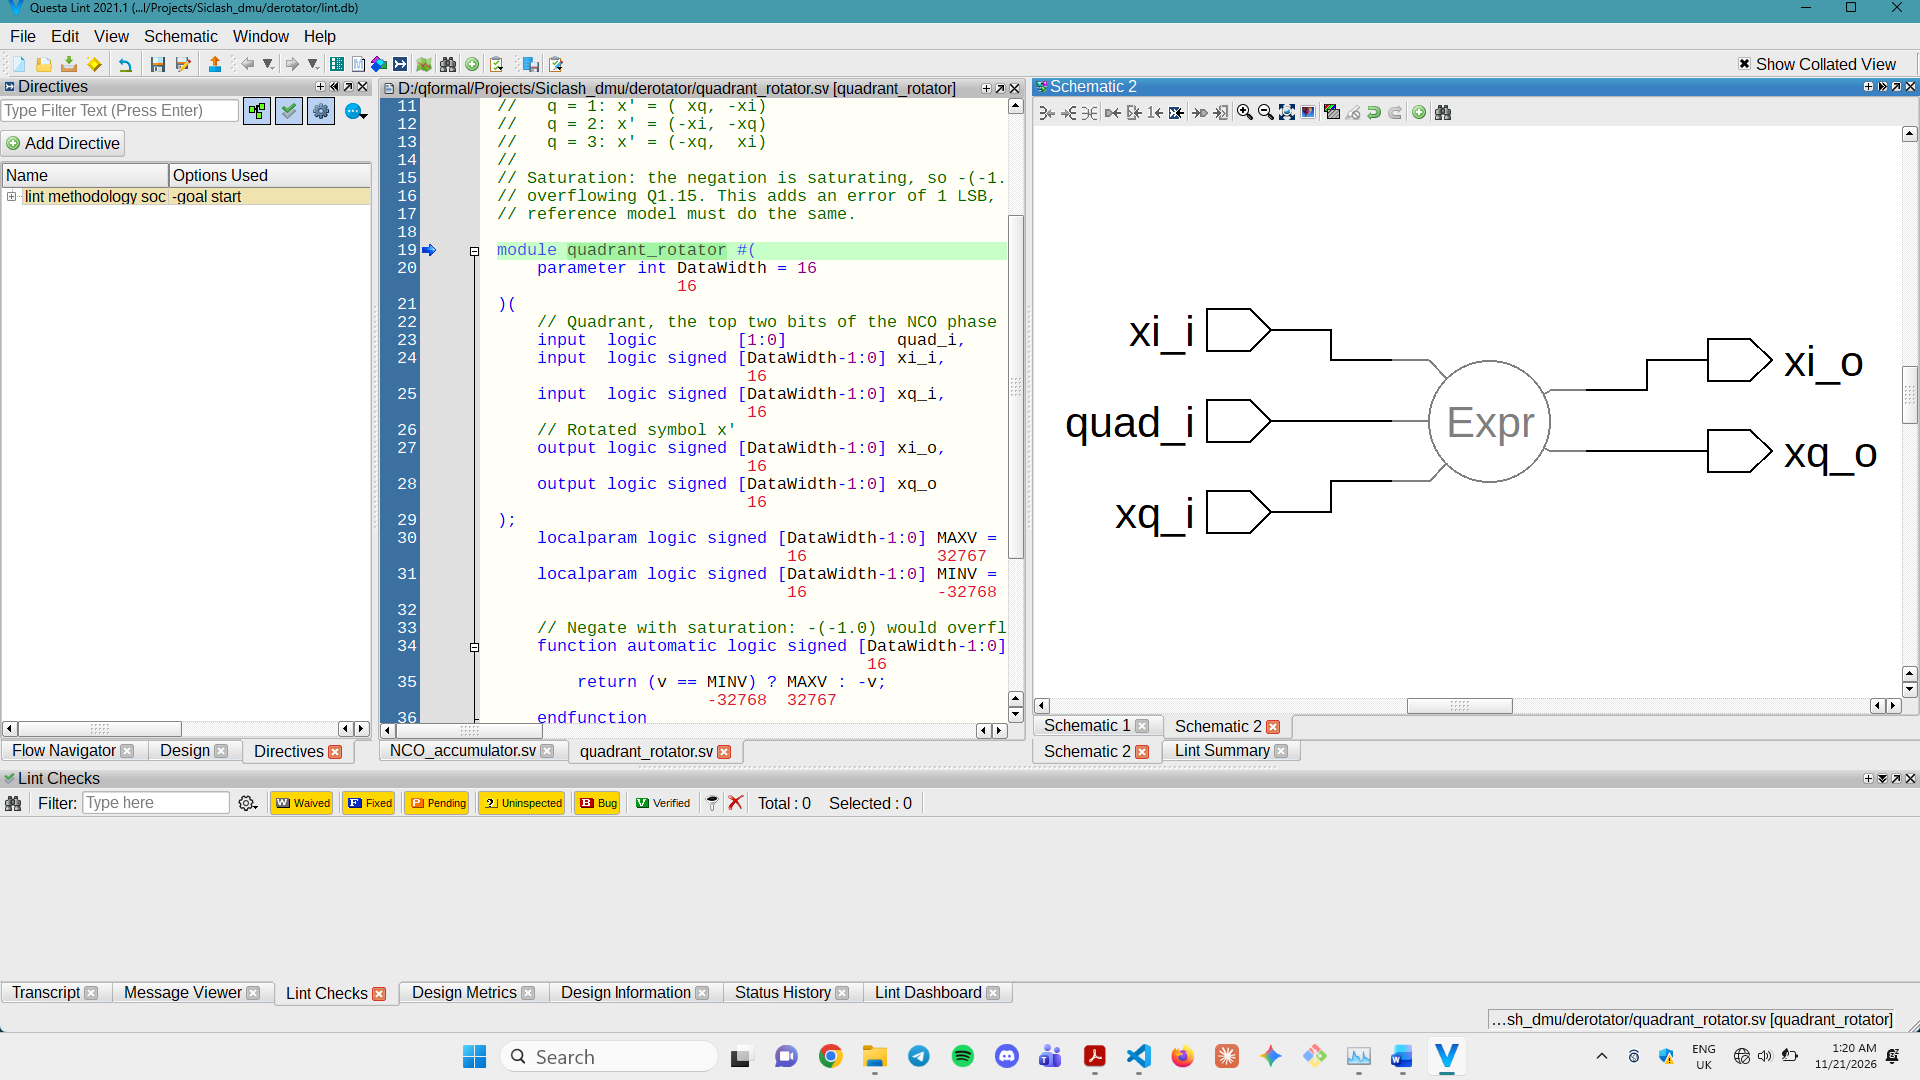 Questa Lint 2021.1 (...l/Projects/Siclash_dmu/derotator/lint.db)
File Edit View Schematic Window Help
Show Collated View
Directives
Type Filter Text (Press Enter)
Add Directive
Name Options Used
lint methodology soc -goal start
Flow Navigator Design Directives
D:/qformal/Projects/Siclash_dmu/derotator/quadrant_rotator.sv [quadrant_rotator]
11 // q = 1: x' = ( xq, -xi)
12 // q = 2: x' = (-xi, -xq)
13 // q = 3: x' = (-xq, xi)
14 //
15 // Saturation: the negation is saturating, so -(-1.
16 // overflowing Q1.15. This adds an error of 1 LSB,
17 // reference model must do the same.
18
19 module quadrant_rotator #(
20 parameter int DataWidth = 16
16
21 )(
22 // Quadrant, the top two bits of the NCO phase
23 input logic [1:0] quad_i,
24 input logic signed [DataWidth-1:0] xi_i,
16
25 input logic signed [DataWidth-1:0] xq_i,
16
26 // Rotated symbol x'
27 output logic signed [DataWidth-1:0] xi_o,
16
28 output logic signed [DataWidth-1:0] xq_o
16
29 );
30 localparam logic signed [DataWidth-1:0] MAXV =
16 32767
31 localparam logic signed [DataWidth-1:0] MINV =
16 -32768
32
33 // Negate with saturation: -(-1.0) would overfl
34 function automatic logic signed [DataWidth-1:0]
16
35 return (v == MINV) ? MAXV : -v;
-32768 32767
36 endfunction
NCO_accumulator.sv quadrant_rotator.sv
Schematic 2
xi_i
quad_i
xq_i
Expr
xi_o
xq_o
Schematic 1 Schematic 2
Schematic 2 Lint Summary
Lint Checks
Filter: Type here W Waived F Fixed P Pending ? Uninspected B Bug V Verified Total : 0 Selected : 0
Transcript Message Viewer Lint Checks Design Metrics Design Information Status History Lint Dashboard
...sh_dmu/derotator/quadrant_rotator.sv [quadrant_rotator]
Search
ENG
UK
1:20 AM
11/21/2026